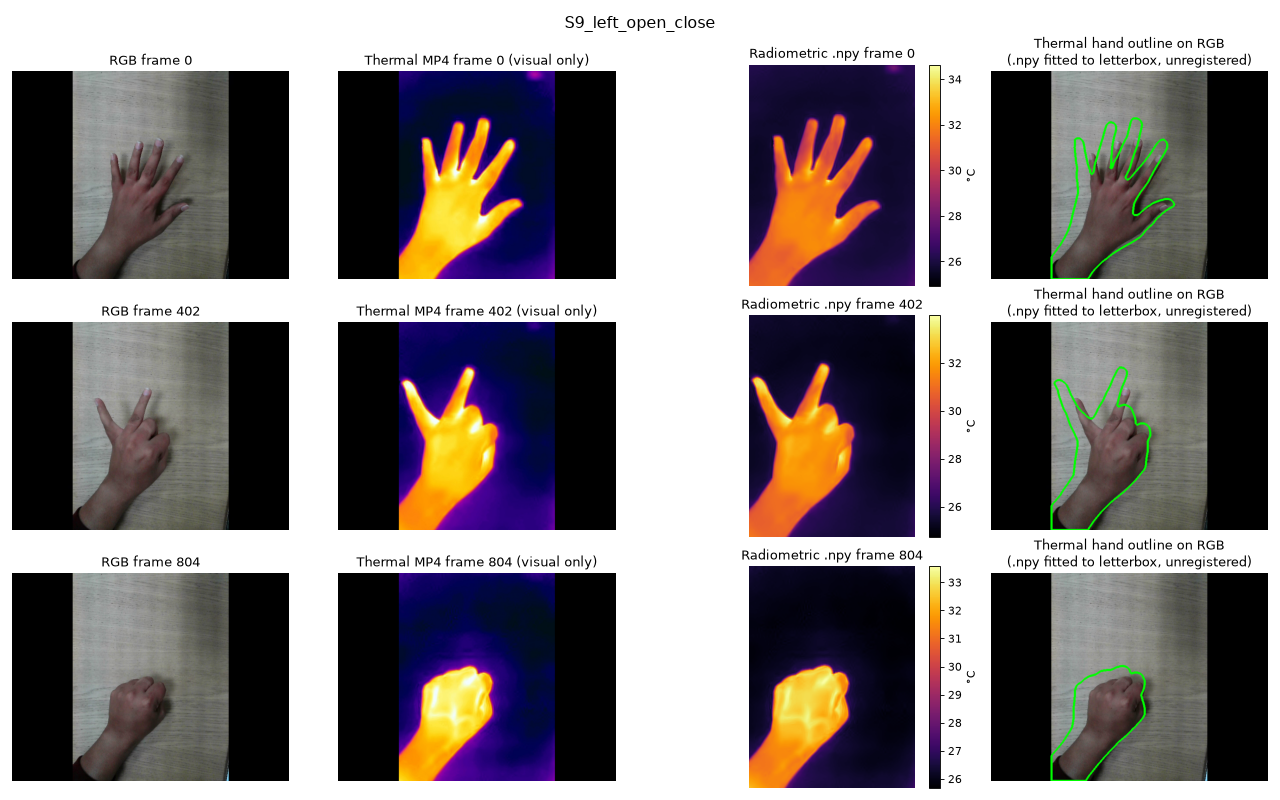 S9_left_open_close
RGB frame 0
Thermal MP4 frame 0 (visual only)
Radiometric .npy frame 0
Thermal hand outline on RGB
(.npy fitted to letterbox, unregistered)
34
32
30
28
26
°C
RGB frame 402
Thermal MP4 frame 402 (visual only)
Radiometric .npy frame 402
Thermal hand outline on RGB
(.npy fitted to letterbox, unregistered)
32
30
28
26
°C
RGB frame 804
Thermal MP4 frame 804 (visual only)
Radiometric .npy frame 804
Thermal hand outline on RGB
(.npy fitted to letterbox, unregistered)
33
32
31
30
29
28
27
26
°C